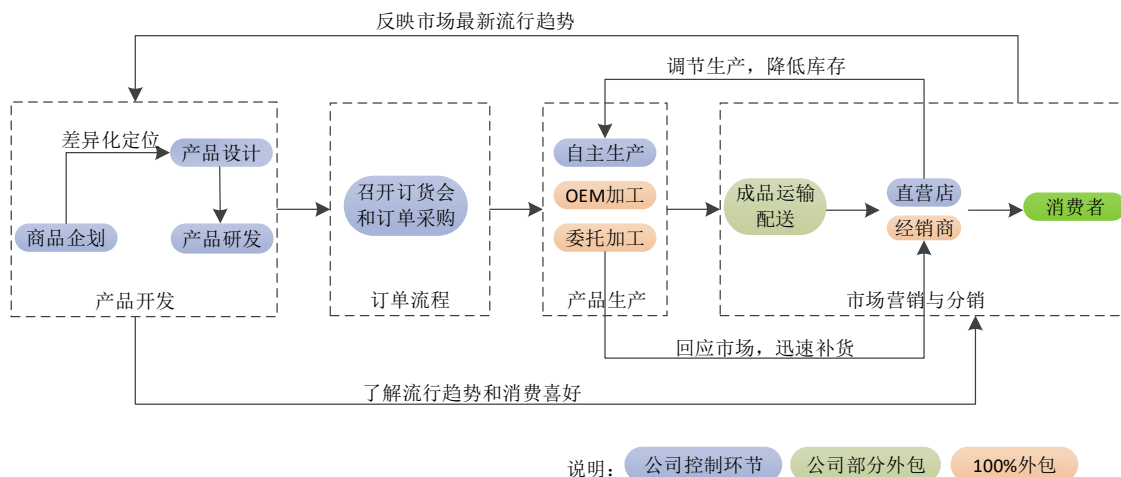 反映市场最新流行趋势
调节生产，降低库存
差异化定位
产品设计
商品企划
产品研发
产品开发
召开订货会
和订单采购
订单流程
自主生产
OEM加工
委托加工
产品生产
成品运输
配送
直营店
经销商
消费者
市场营销与分销
回应市场，迅速补货
了解流行趋势和消费喜好
说明：
公司控制环节
公司部分外包
100%外包